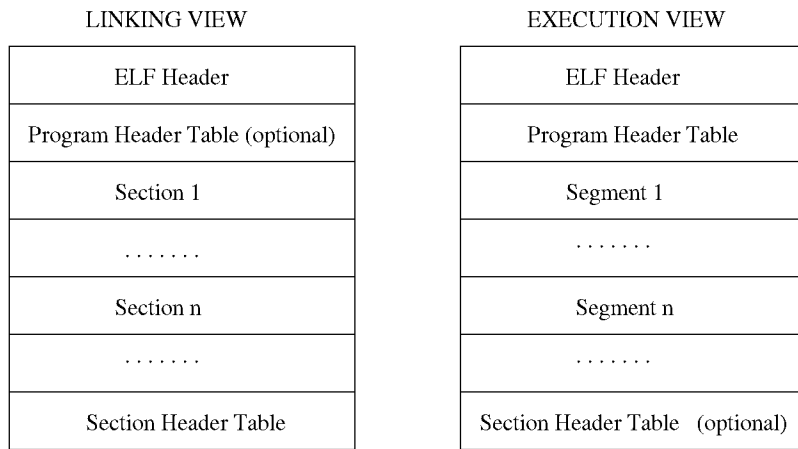 LINKING VIEW
ELF Header
Program Header Table (optional)
Section 1
. . . . . . .
Section n
. . . . . . .
Section Header Table
EXECUTION VIEW
ELF Header
Program Header Table
Segment 1
. . . . . . .
Segment n
. . . . . . .
Section Header Table (optional)